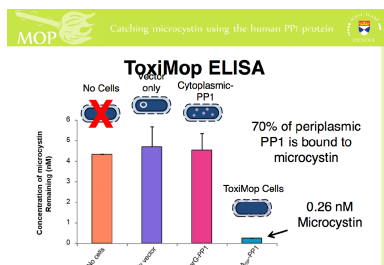 MOP
Catching microcystin using the human PP1 protein
DUNDEE
ToxiMop ELISA
No Cells
Vector
only
Cytoplasmic-
PP1
X
70% of periplasmic
PP1 is bound to
microcystin
ToxiMop Cells
0.26 nM
Microcystin
Concentration of microcystin
Remaining (nM)
6
5
4
3
2
1
0
No cells
vector